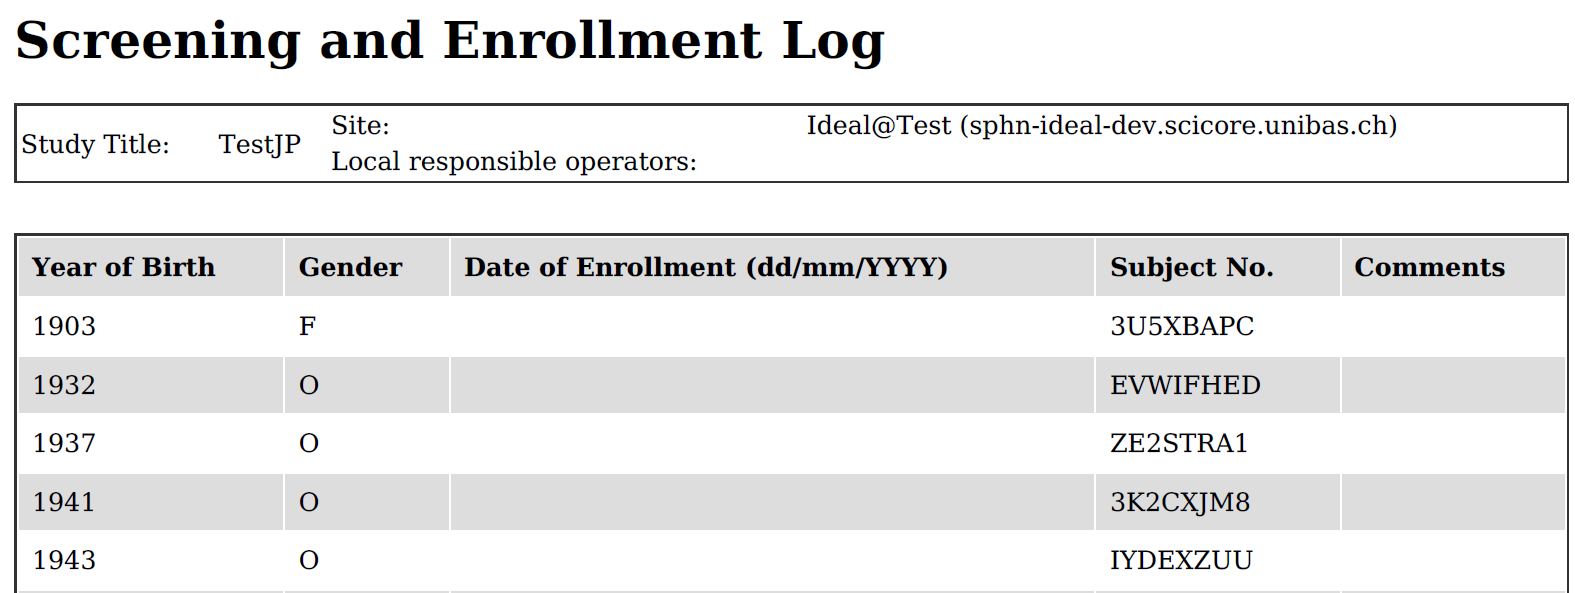 Screening and Enrollment Log
Study Title: TestJP
Site: Ideal@Test (sphn-ideal-dev.scicore.unibas.ch)
Local responsible operators:
Year of Birth Gender Date of Enrollment (dd/mm/YYYY) Subject No. Comments
1903 F 3U5XBAPC
1932 O EVWIFHED
1937 O ZE2STRA1
1941 O 3K2CXJM8
1943 O IYDEXZUU